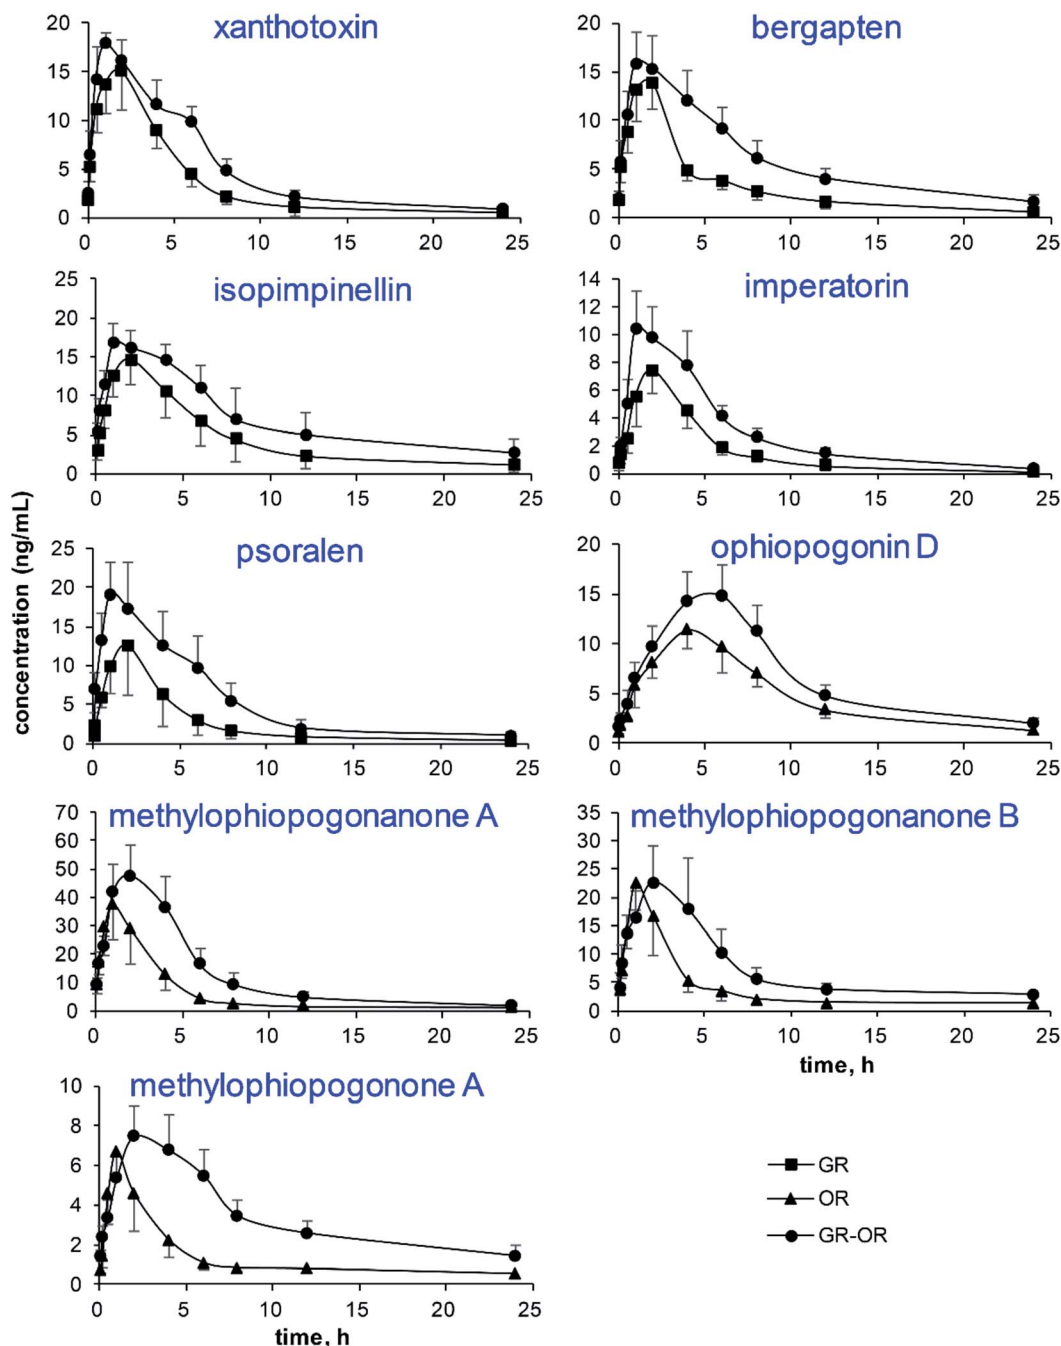 xanthotoxin
20
15
10
5
0
0 5 10 15 20 25
bergapten
20
15
10
5
0
0 5 10 15 20 25
isopimpinellin
25
20
15
10
5
0
0 5 10 15 20 25
imperatorin
14
12
10
8
6
4
2
0
0 5 10 15 20 25
concentration (ng/mL)
psoralen
25
20
15
10
5
0
0 5 10 15 20 25
ophiopogonin D
20
15
10
5
0
0 5 10 15 20 25
methylophiopogonanone A
70
60
50
40
30
20
10
0
0 5 10 15 20 25
methylophiopogonanone B
35
30
25
20
15
10
5
0
0 5 10 15 20 25
time, h
methylophiopogonone A
10
8
6
4
2
0
0 5 10 15 20 25
time, h
GR
OR
GR-OR